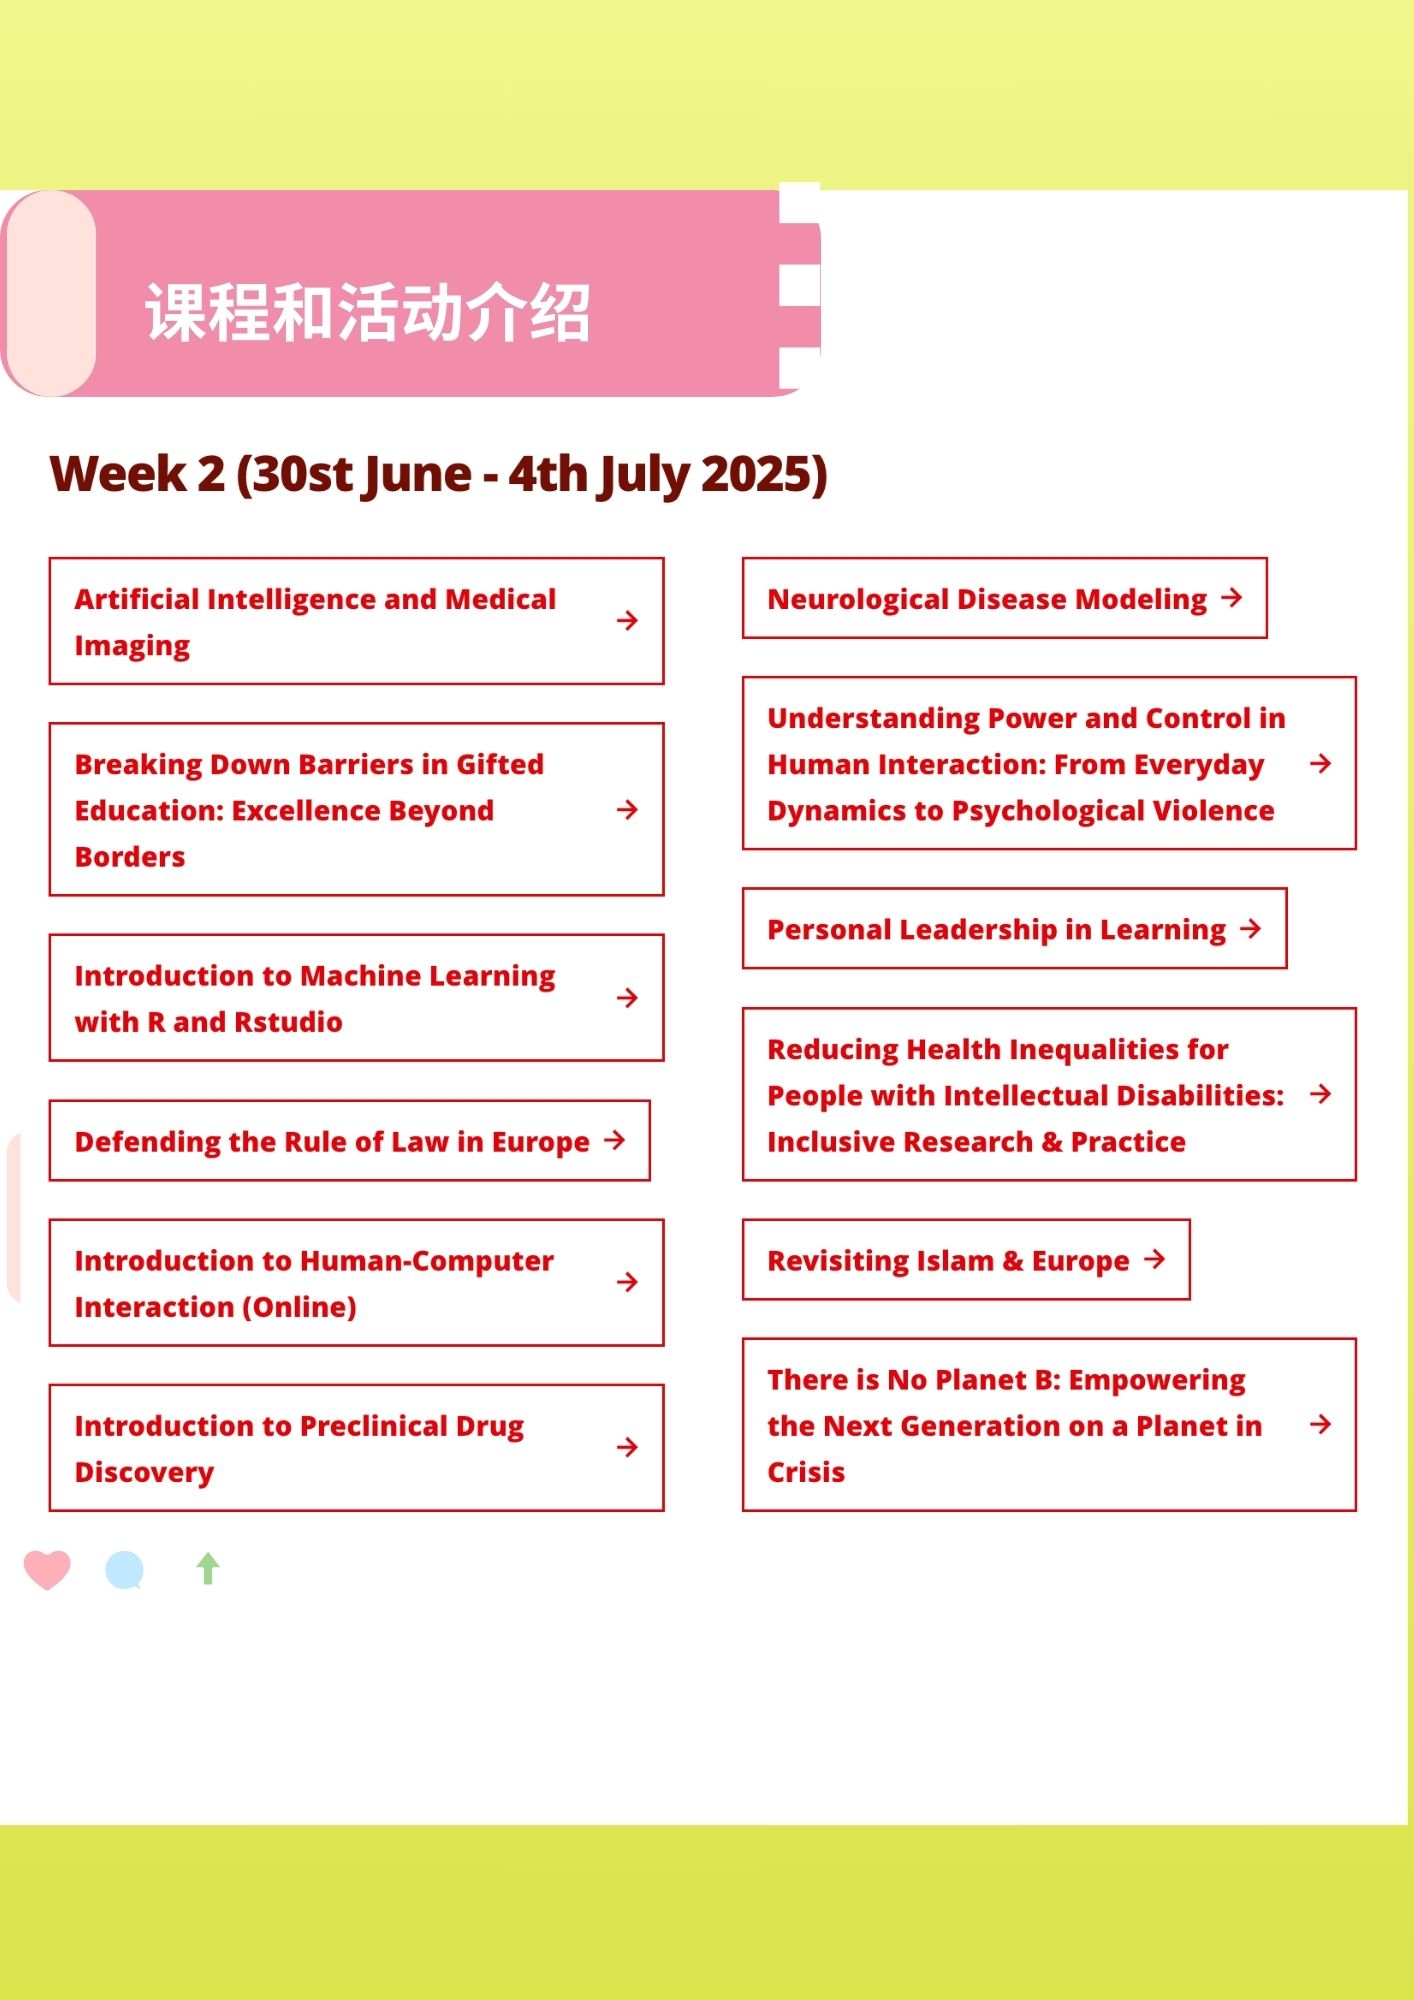 课程和活动介绍
Week 2 (30st June - 4th July 2025)
Artificial Intelligence and Medical
Imaging
Breaking Down Barriers in Gifted
Education: Excellence Beyond
Borders
Introduction to Machine Learning
with R and Rstudio
Defending the Rule of Law in Europe
Introduction to Human-Computer
Interaction (Online)
Introduction to Preclinical Drug
Discovery
Neurological Disease Modeling
Understanding Power and Control in
Human Interaction: From Everyday
Dynamics to Psychological Violence
Personal Leadership in Learning
Reducing Health Inequalities for
People with Intellectual Disabilities:
Inclusive Research & Practice
Revisiting Islam & Europe
There is No Planet B: Empowering
the Next Generation on a Planet in
Crisis